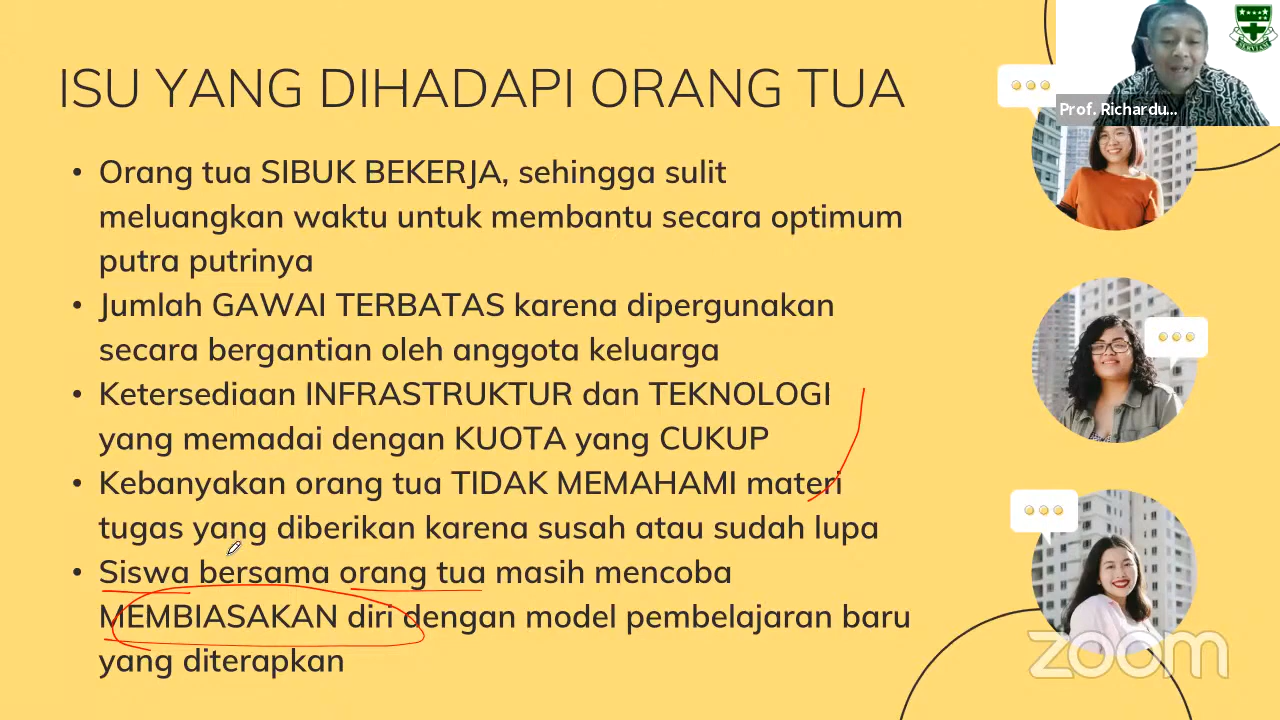 ISU YANG DIHADAPI ORANG TUA
Prof. Richardu...
• Orang tua SIBUK BEKERJA, sehingga sulit
meluangkan waktu untuk membantu secara optimum
putra putrinya
• Jumlah GAWAI TERBATAS karena dipergunakan
secara bergantian oleh anggota keluarga
• Ketersediaan INFRASTRUKTUR dan TEKNOLOGI
yang memadai dengan KUOTA yang CUKUP
• Kebanyakan orang tua TIDAK MEMAHAMI materi
tugas yang diberikan karena susah atau sudah lupa
• Siswa bersama orang tua masih mencoba
MEMBIASAKAN diri dengan model pembelajaran baru
yang diterapkan
zoom